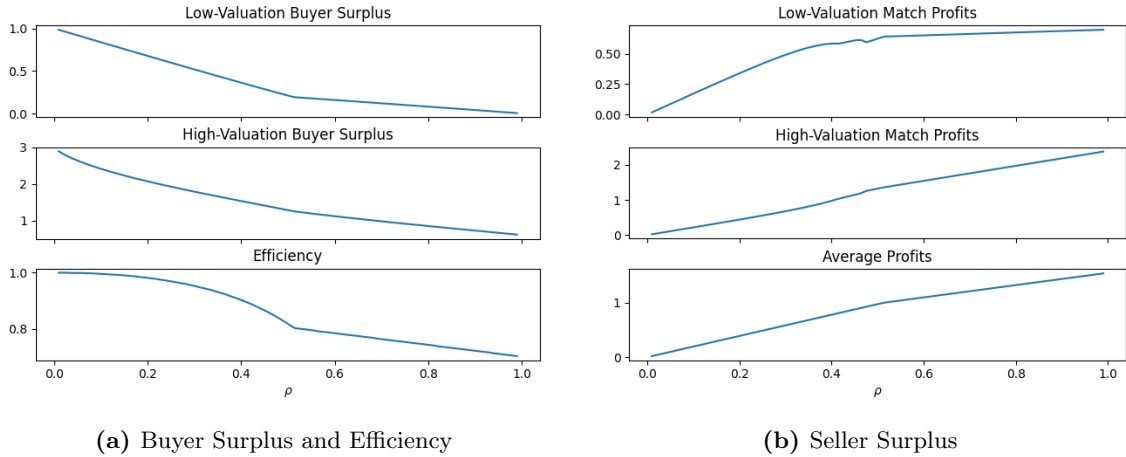 Low-Valuation Buyer Surplus
1.0
0.5
0.0
High-Valuation Buyer Surplus
3
2
1
Efficiency
1.0
0.8
0.0 0.2 0.4 0.6 0.8 1.0
ρ
(a) Buyer Surplus and Efficiency
Low-Valuation Match Profits
0.50
0.25
0.00
High-Valuation Match Profits
2
1
0
Average Profits
1
0
0.0 0.2 0.4 0.6 0.8 1.0
ρ
(b) Seller Surplus